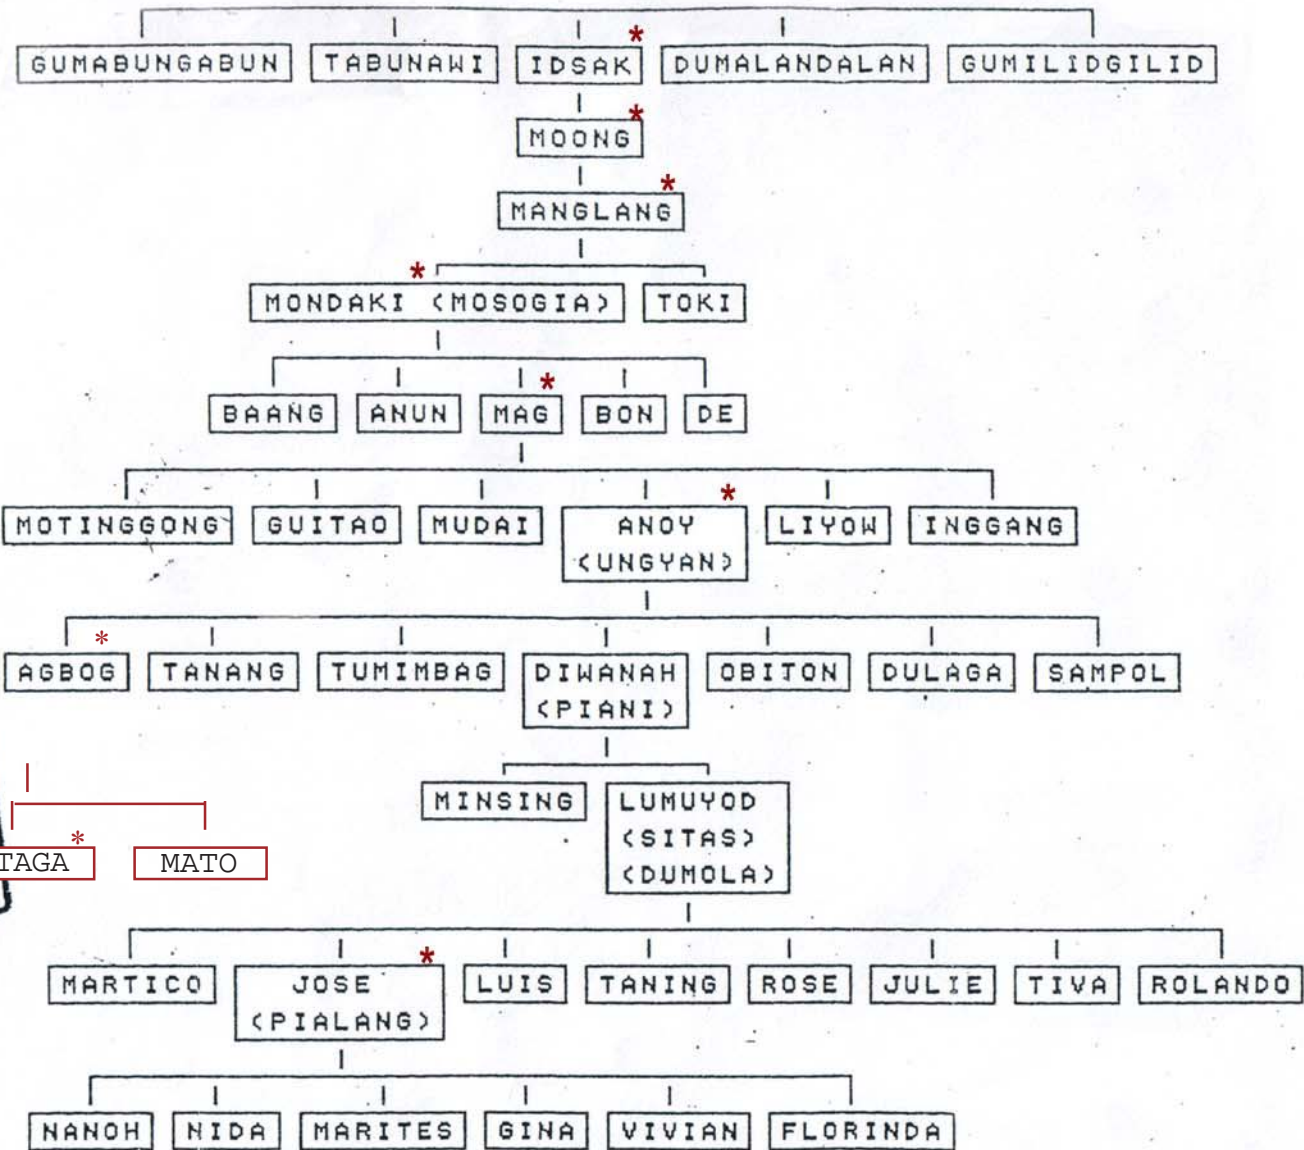 GUMABUNGABUN TABUNAWI IDSAK* DUMALANDALAN GUMILIDGILID
MOONG*
MANGLANG*
*MONDAKI (MOSOGIA) TOKI
BAANG ANUN MAG* BON DE
MOTINGGONG GUITAO MUDAI ANOY* LIYOW INGGANG
(UNGYAN)
AGBOG* TANANG TUMIMBAG DIWANAH OBITON DULAGA SAMPOL
(PIANI)
MINSING LUMUYOD
(SITAS)
TAGA* MATO
(DUMOLA)
MARTICO JOSE* LUIS TANING ROSE JULIE TIVA ROLANDO
(PIALANG)
NANOH NIDA MARITES GINA VIVIAN FLORINDA